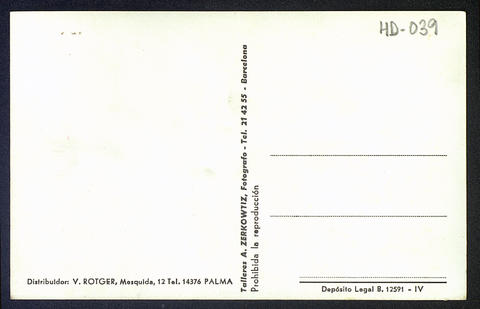 HD-039
Talleres A. ZERKOWTIZ, Fotografo - Tel. 21 42 55 - Barcelona
Prohibida la reproducción
Distribuidor: V. ROTGER, Mesquida, 12 Tel. 14376 PALMA
Depósito Legal B. 12591 - IV